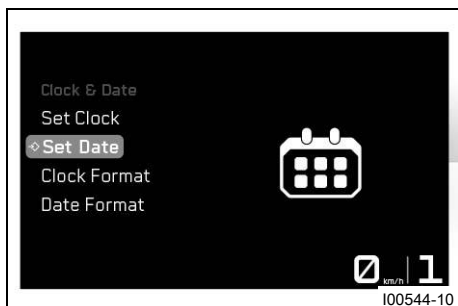 Clock & Date
Set Clock
Set Date
Clock Format
Date Format
0 km/h 1
I00544-10